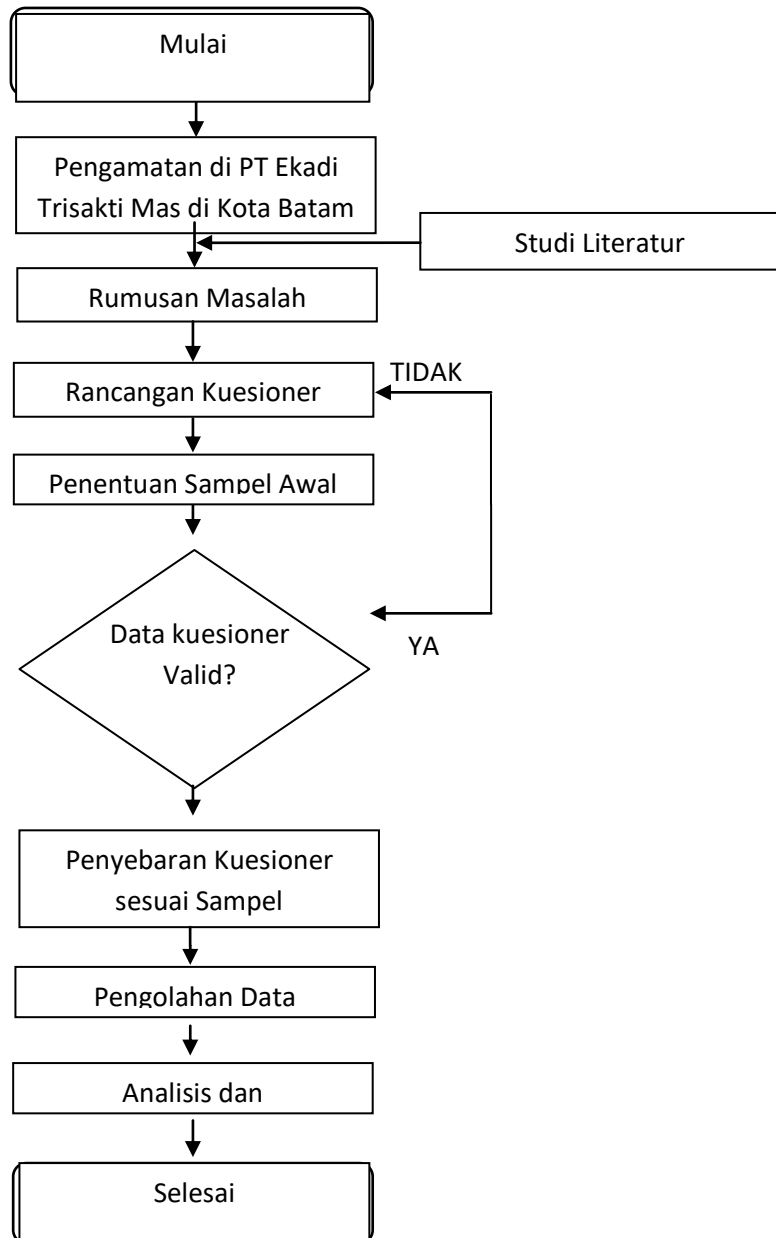 Mulai
Pengamatan di PT Ekadi
Trisakti Mas di Kota Batam
Studi Literatur
Rumusan Masalah
TIDAK
Rancangan Kuesioner
Penentuan Sampel Awal
Data kuesioner
Valid?
YA
Penyebaran Kuesioner
sesuai Sampel
Pengolahan Data
Analisis dan
Selesai